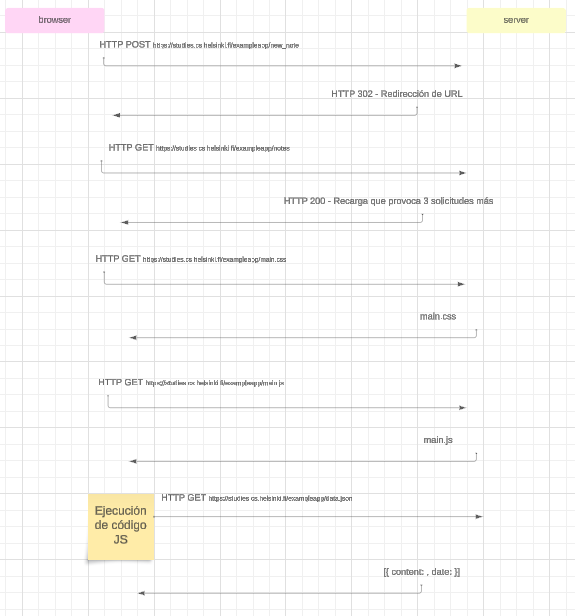 browser
server
HTTP POST https://studies.cs.helsinki.fi/exampleapp/new_note
HTTP 302 - Redirección de URL
HTTP GET https://studies.cs.helsinki.fi/exampleapp/notes
HTTP 200 - Recarga que provoca 3 solicitudes más
HTTP GET https://studies.cs.helsinki.fi/exampleapp/main.css
main.css
HTTP GET https://studies.cs.helsinki.fi/exampleapp/main.js
main.js
HTTP GET https://studies.cs.helsinki.fi/exampleapp/data.json
Ejecución
de código
JS
[{ content: , date: }]